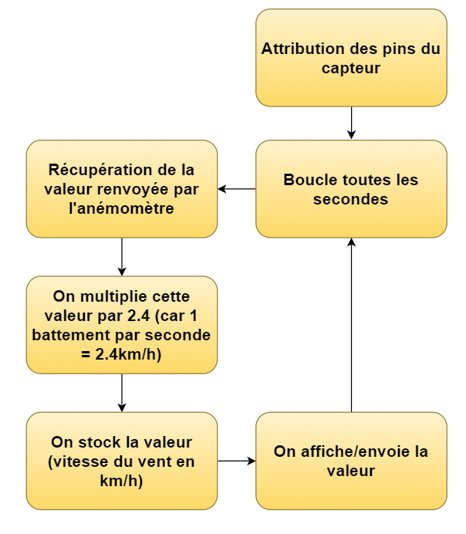 Attribution des pins du
capteur
Boucle toutes les
secondes
Récupération de la
valeur renvoyée par
l'anémomètre
On multiplie cette
valeur par 2.4 (car 1
battement par seconde
= 2.4km/h)
On stock la valeur
(vitesse du vent en
km/h)
On affiche/envoie la
valeur